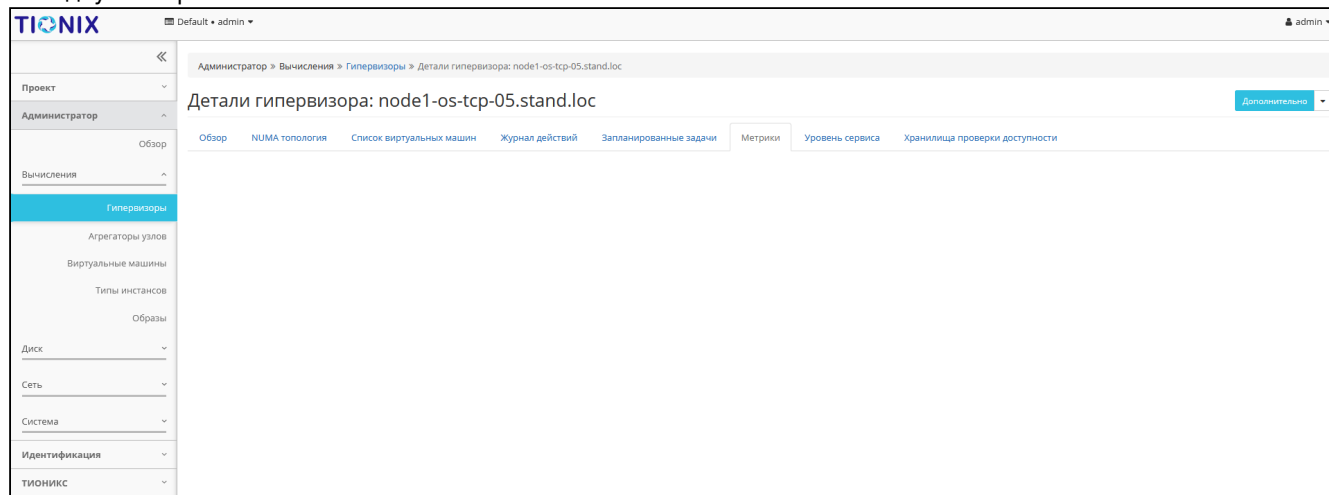 TIONIX
Default • admin
admin
Администратор » Вычисления » Гипервизоры » Детали гипервизора: node1-os-tcp-05.stand.loc
Проект
Детали гипервизора: node1-os-tcp-05.stand.loc
Дополнительно
Администратор
Обзор NUMA топология Список виртуальных машин Журнал действий Запланированные задачи Метрики Уровень сервиса Хранилища проверки доступности
Обзор
Вычисления
Гипервизоры
Агрегаторы узлов
Виртуальные машины
Типы инстансов
Образы
Диск
Сеть
Система
Идентификация
ТИОНИКС